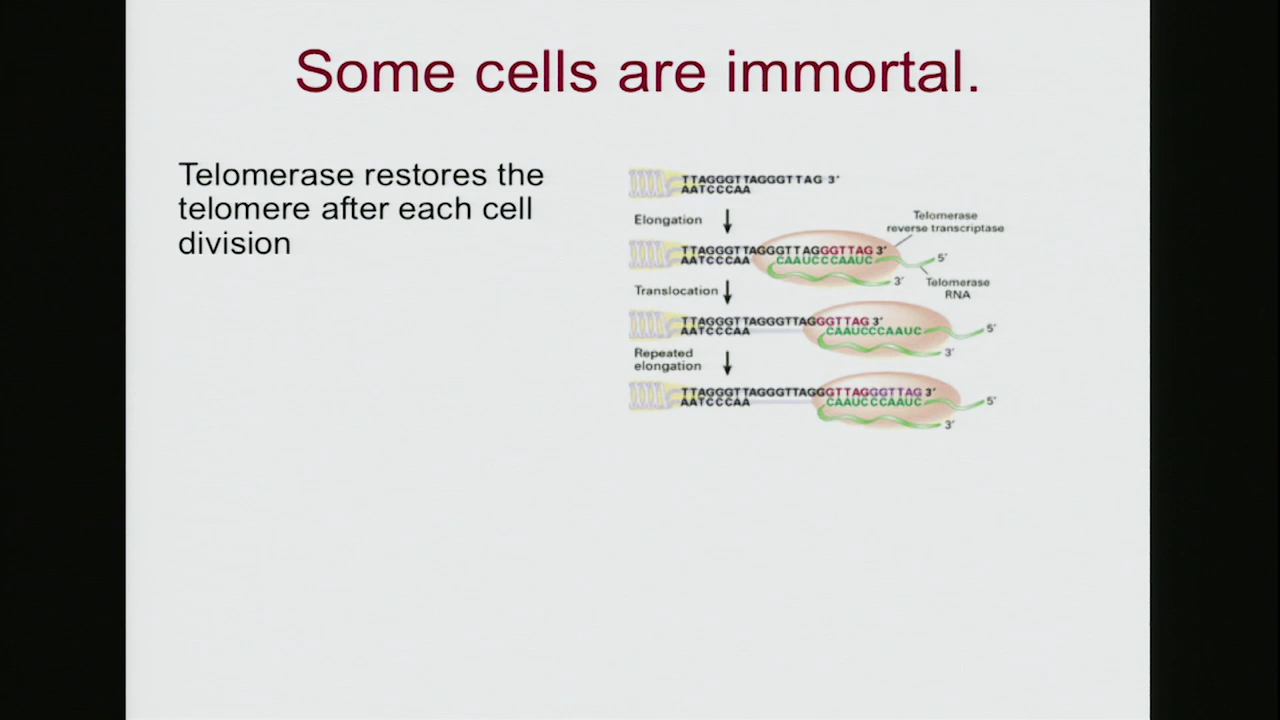 Some cells are immortal.
Telomerase restores the
telomere after each cell
division
TTAGGGTTAGGGTTAG 3'
AATCCCAA
Elongation
Telomerase
reverse transcriptase
TTAGGGTTAGGGTTAGGGTTAG 3'
AATCCCAA CAAUCCCAAUC
5'
3'
Telomerase
RNA
Translocation
TTAGGGTTAGGGTTAGGGTTAG 3'
AATCCCAA CAAUCCCAAUC
5'
3'
Repeated
elongation
TTAGGGTTAGGGTTAGGGTTAGGGTTAG 3'
AATCCCAA CAAUCCCAAUC
5'
3'